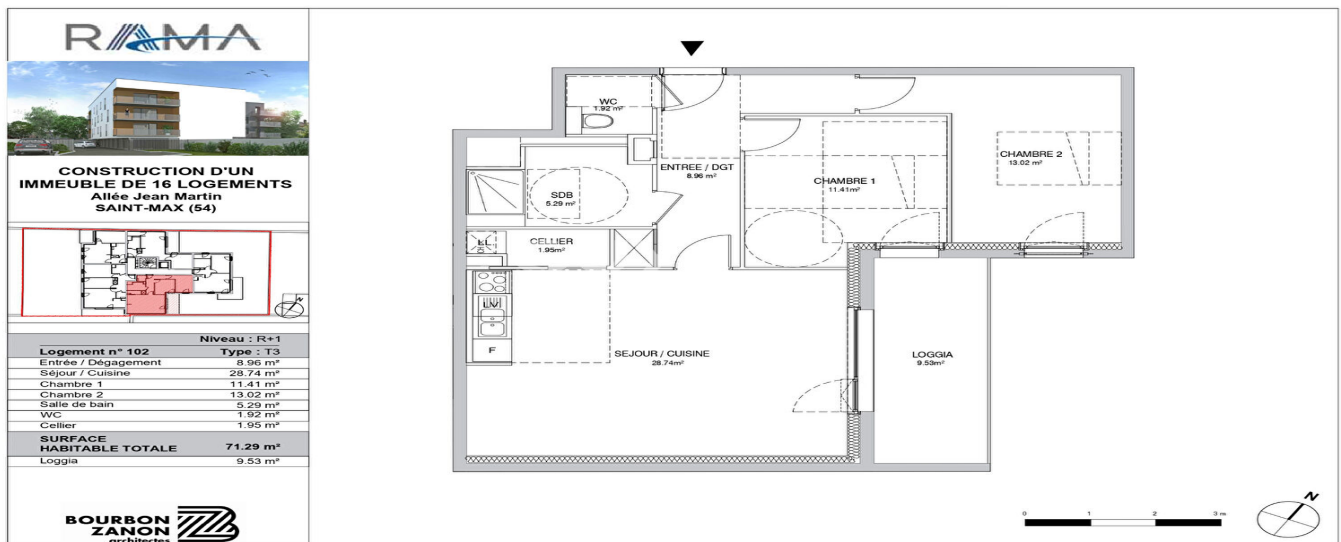 RAMA
CONSTRUCTION D'UN
IMMEUBLE DE 16 LOGEMENTS
Allée Jean Martin
SAINT-MAX (54)
N
Niveau : R+1
Logement n° 102 Type : T3
Entrée / Dégagement 8.96 m²
Séjour / Cuisine 28.74 m²
Chambre 1 11.41 m²
Chambre 2 13.02 m²
Salle de bain 5.29 m²
WC 1.92 m²
Cellier 1.95 m²
SURFACE
HABITABLE TOTALE 71.29 m²
Loggia 9.53 m²
BOURBON
ZANON
architectes
WC
1.92 m²
ENTREE / DGT
8.96 m²
CHAMBRE 1
11.41m²
CHAMBRE 2
13.02 m²
SDB
5.29 m²
CELLIER
1.95m²
LV
F
SEJOUR / CUISINE
28.74m²
LOGGIA
9.53m²
0 1 2 3 m
N